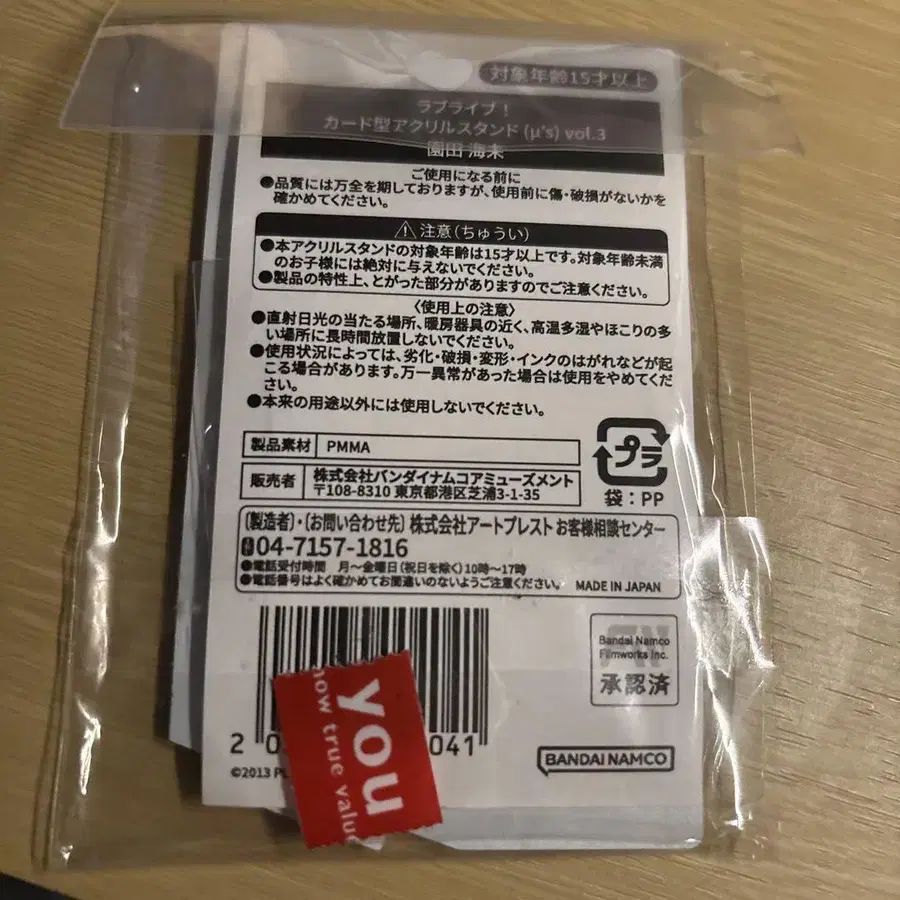 対象年齢15才以上
ラブライブ！
カード型アクリルスタンド(μ's) vol.3
園田 海未
ご使用になる前に
●品質には万全を期しておりますが、使用前に傷・破損がないかを
確かめてください。
⚠注意(ちゅうい)
●本アクリルスタンドの対象年齢は15才以上です。対象年齢未満
のお子様には絶対に与えないでください。
●製品の特性上、とがった部分がありますのでご注意ください。
〈使用上の注意〉
●直射日光の当たる場所、暖房器具の近く、高温多湿やほこりの多
い場所に長時間放置しないでください。
●使用状況によっては、劣化・破損・変形・インクのはがれなどが起
こる場合があります。万一異常があった場合は使用をやめてくだ
さい。
●本来の用途以外には使用しないでください。
製品素材 PMMA
販売者 株式会社バンダイナムコアミューズメント
〒108-8310 東京都港区芝浦3-1-35
プラ
袋：PP
〔製造者〕・〔お問い合わせ先〕株式会社アートプレスト お客様相談センター
04-7157-1816
●電話受付時間 月～金曜日(祝日を除く)10時～17時
●電話番号はよく確かめてお間違いのないようご注意ください。 MADE IN JAPAN
Bandai Namco
Filmworks Inc.
承認済
you
now true value
2 0 041
©2013 PL
BANDAI NAMCO